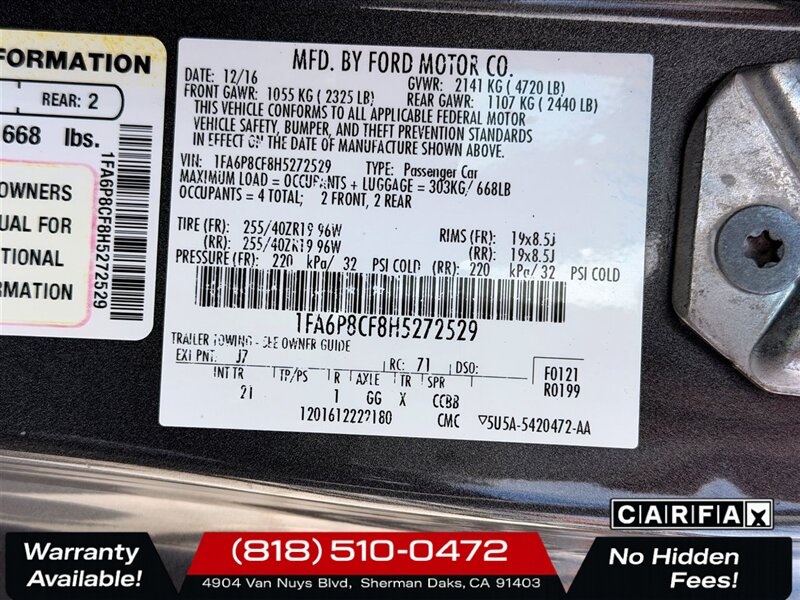 FORMATION
REAR: 2
668 lbs.
1FA6P8CF8H5272529
OWNERS
UAL FOR
TIONAL
RMATION
MFD. BY FORD MOTOR CO.
DATE: 12/16
GVWR: 2141 KG ( 4720 LB)
FRONT GAWR: 1055 KG ( 2325 LB)
REAR GAWR: 1107 KG ( 2440 LB)
THIS VEHICLE CONFORMS TO ALL APPLICABLE FEDERAL MOTOR
VEHICLE SAFETY, BUMPER, AND THEFT PREVENTION STANDARDS
IN EFFECT ON THE DATE OF MANUFACTURE SHOWN ABOVE.
VIN: 1FA6P8CF8H5272529 TYPE: Passenger Car
MAXIMUM LOAD = OCCUPANTS + LUGGAGE = 303KG/ 668LB
OCCUPANTS = 4 TOTAL; 2 FRONT, 2 REAR
TIRE (FR): 255/40ZR19 96W RIMS (FR): 19x8.5J
(RR): 255/40ZR19 96W (RR): 19x8.5J
PRESSURE (FR): 220 kPa/ 32 PSI COLD (RR): 220 kPa/ 32 PSI COLD
1FA6P8CF8H5272529
TRAILER TOWING - SEE OWNER GUIDE
EXT PNT: J7 RC: 71 DSO: F0121
R0199
INT TR TP/PS R AXLE TR SPR
21 1 GG X CCBB
1201612222180 CMC ▽5U5A-5420472-AA
CARFAX
Warranty
Available!
(818) 510-0472
4904 Van Nuys Blvd, Sherman Oaks, CA 91403
No Hidden
Fees!